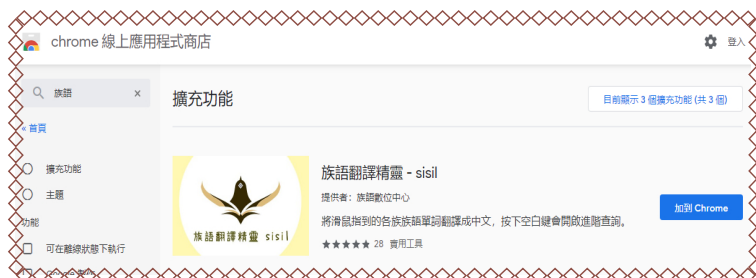 chrome 線上應用程式商店
登入
族語
×
擴充功能
目前顯示 3 個擴充功能 (共 3 個)
« 首頁
擴充功能
主題
功能
可在離線狀態下執行
族語翻譯精靈 - sisil
提供者：族語數位中心
將滑鼠指到的各族族語單詞翻譯成中文，按下空白鍵會開啟進階查詢。
★★★★★ 28 實用工具
加到 Chrome
族語翻譯精靈 sisil